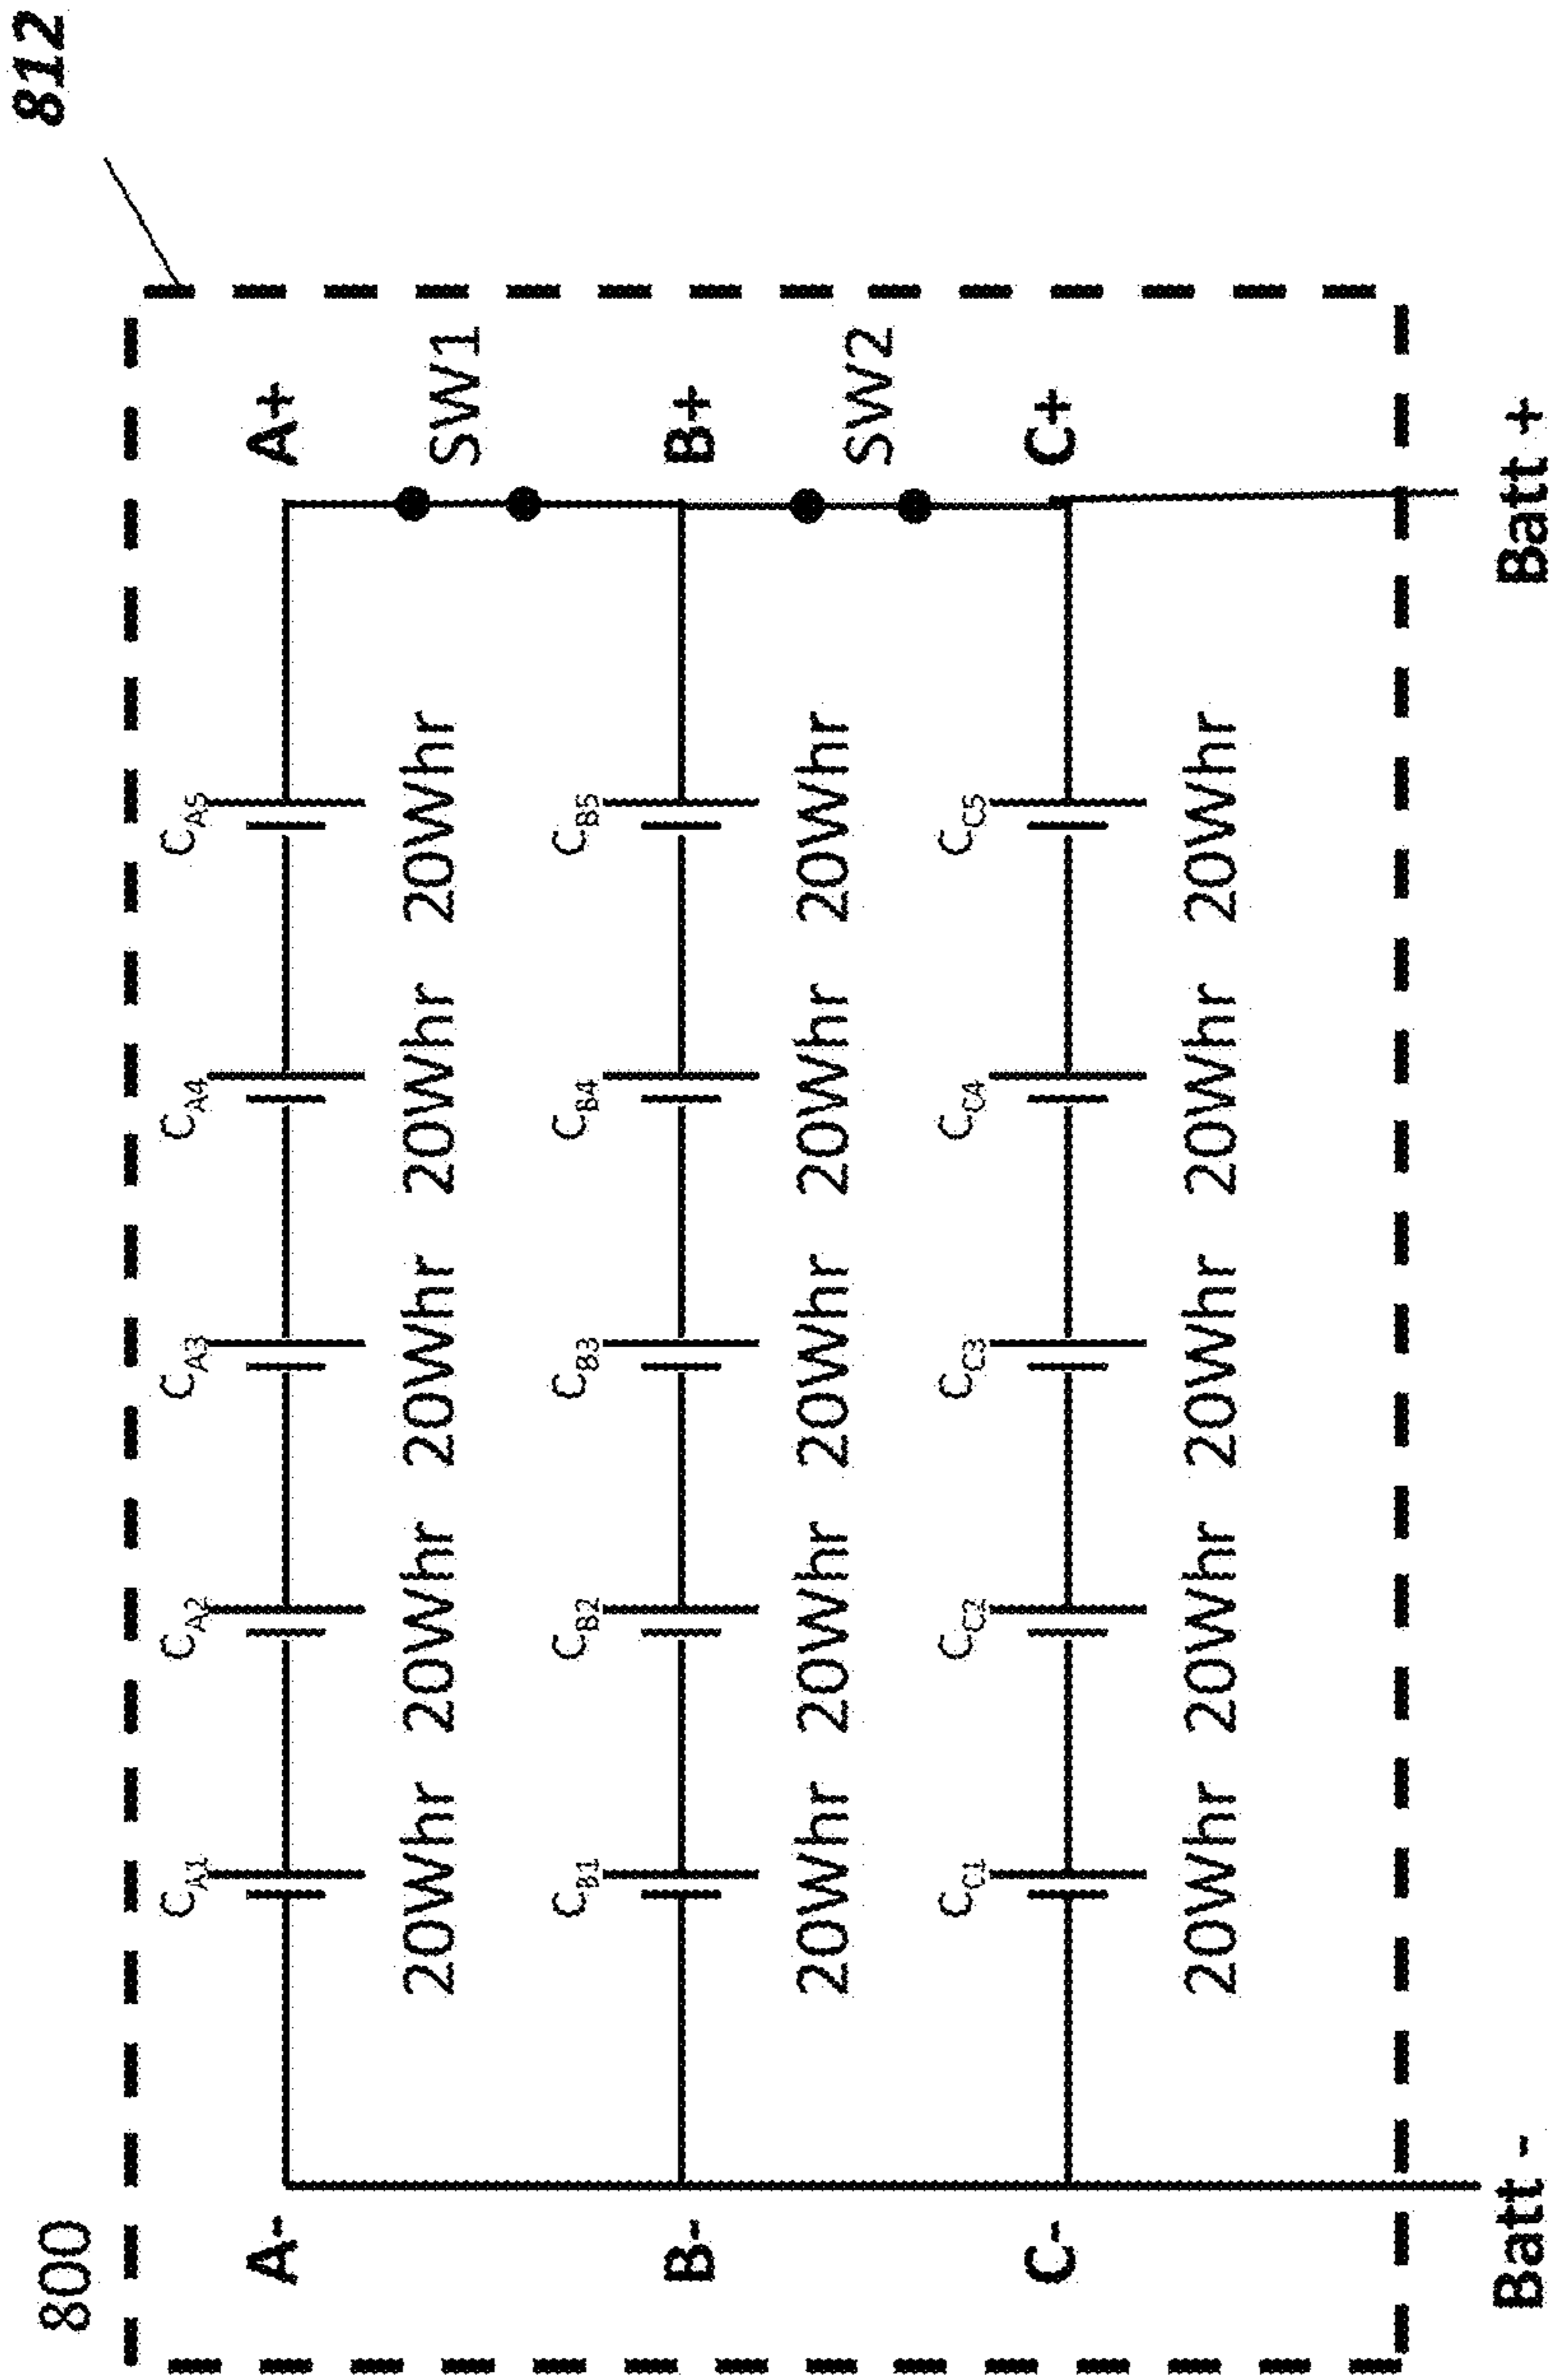 812
800
A- A+
C_A1 C_A2 C_A3 C_A4 C_A5
20Whr 20Whr 20Whr 20Whr 20Whr
SW1
B- B+
C_B1 C_B2 C_B3 C_B4 C_B5
20Whr 20Whr 20Whr 20Whr 20Whr
SW2
C- C+
C_C1 C_C2 C_C3 C_C4 C_C5
20Whr 20Whr 20Whr 20Whr 20Whr
Batt - Batt +